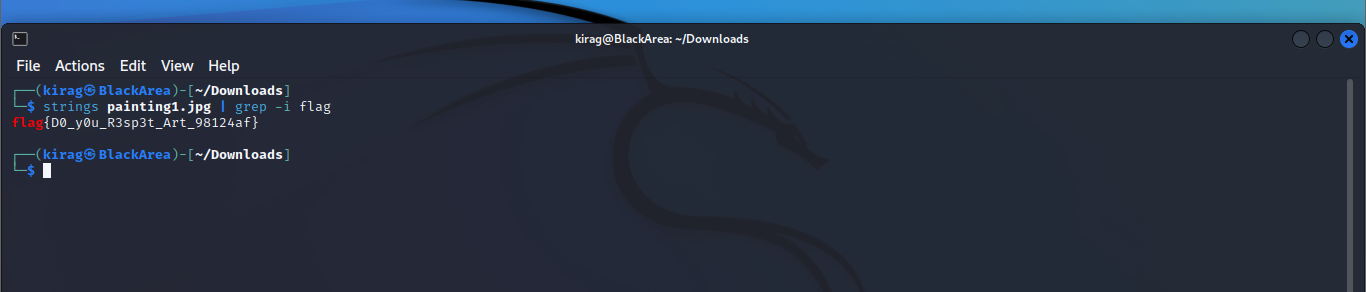 kirag@BlackArea: ~/Downloads
File Actions Edit View Help
┌──(kirag㉿BlackArea)-[~/Downloads]
└─$ strings painting1.jpg | grep -i flag
flag{D0_y0u_R3sp3t_Art_98124af}
┌──(kirag㉿BlackArea)-[~/Downloads]
└─$